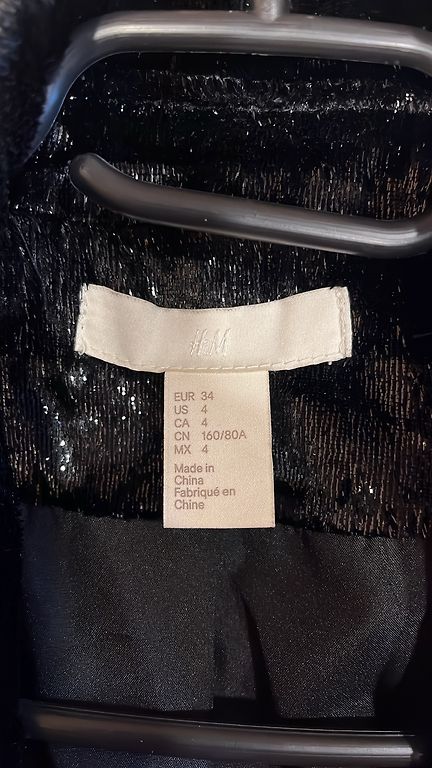 H&M
EUR 34
US 4
CA 4
CN 160/80A
MX 4
Made in
China
Fabriqué en
Chine